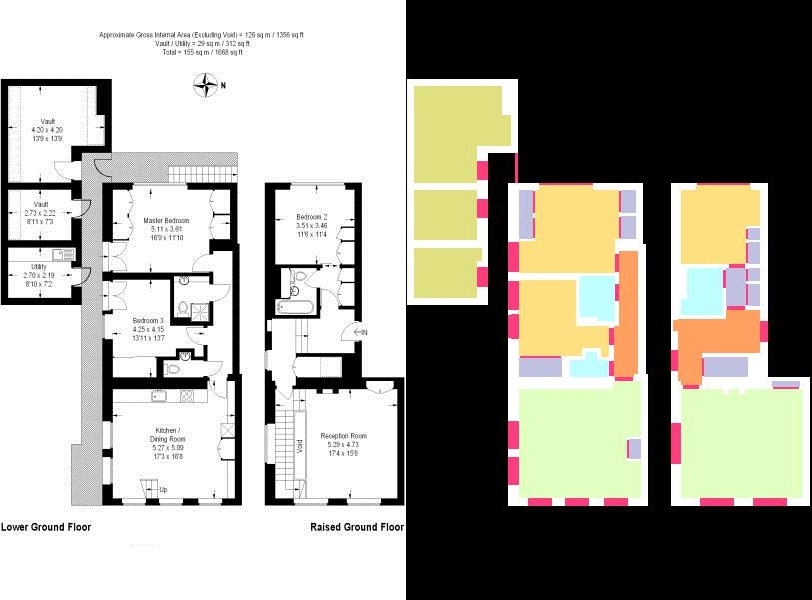 Approximate Gross Internal Area (Excluding Void) = 126 sq m / 1356 sq ft
Vault / Utility = 29 sq m / 312 sq ft
Total = 155 sq m / 1668 sq ft
N
Vault
4.20 x 4.20
13'9 x 13'9
Vault
2.73 x 2.22
8'11 x 7'3
Utility
2.70 x 2.19
8'10 x 7'2
Master Bedroom
5.11 x 3.61
16'9 x 11'10
Bedroom 3
4.25 x 4.15
13'11 x 13'7
Kitchen /
Dining Room
5.27 x 5.09
17'3 x 16'8
Up
Bedroom 2
3.51 x 3.46
11'6 x 11'4
IN
Reception Room
5.29 x 4.73
17'4 x 15'6
Void
Lower Ground Floor
Raised Ground Floor